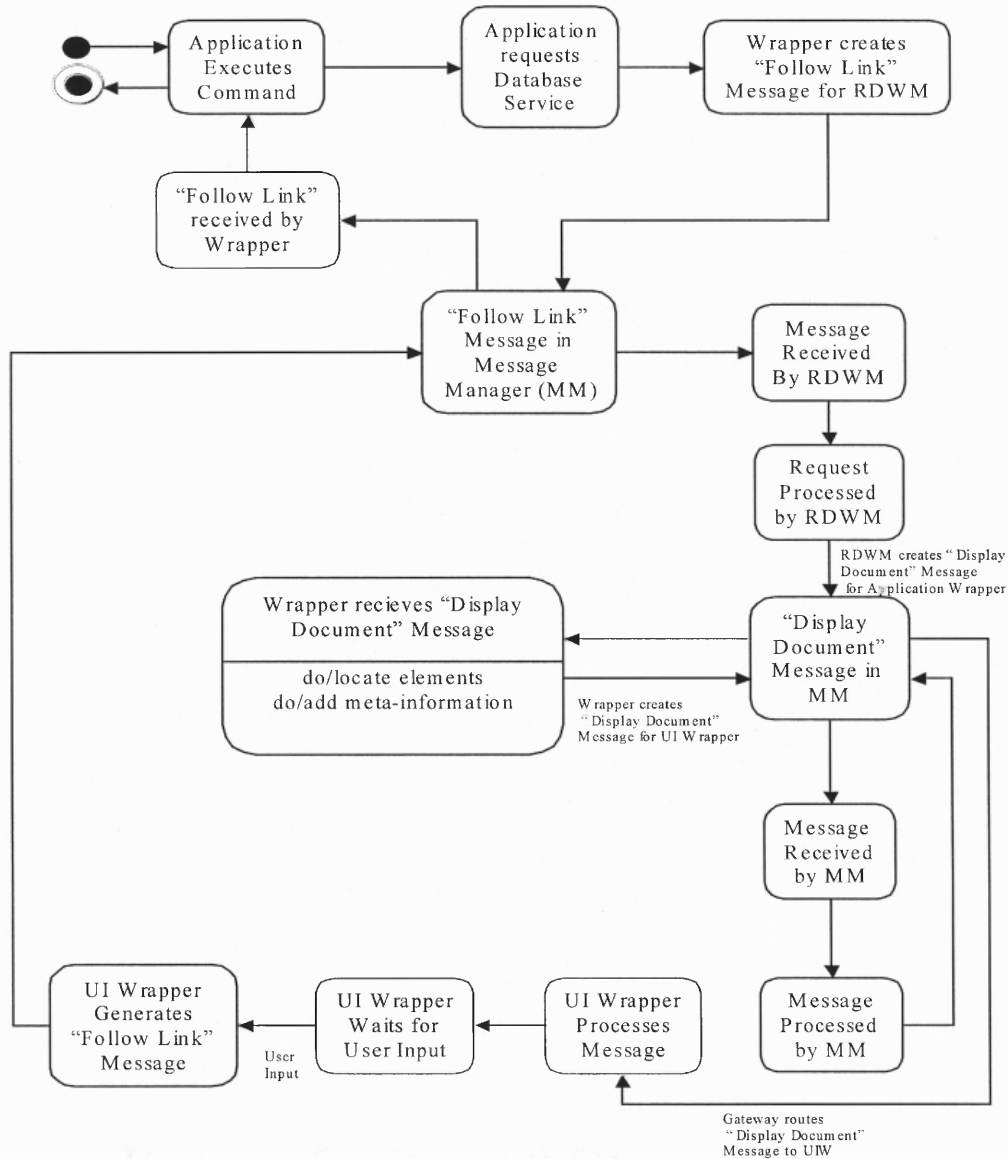 Application
Executes
Command
Application
requests
Database
Service
Wrapper creates
“Follow Link”
Message for RDWM
“Follow Link”
received by
Wrapper
“Follow Link”
Message in
Message
Manager (MM)
Message
Received
By RDWM
Request
Processed
by RDWM
RDWM creates “Display
Document” Message
for Application Wrapper
Wrapper recieves “Display
Document” Message
do/locate elements
do/add meta-information
“Display
Document”
Message in
MM
Wrapper creates
“Display Document”
Message for UI Wrapper
Message
Received
by MM
Message
Processed
by MM
UI Wrapper
Processes
Message
UI Wrapper
Waits for
User Input
User
Input
UI Wrapper
Generates
“Follow Link”
Message
Gateway routes
“Display Document”
Message to UIW